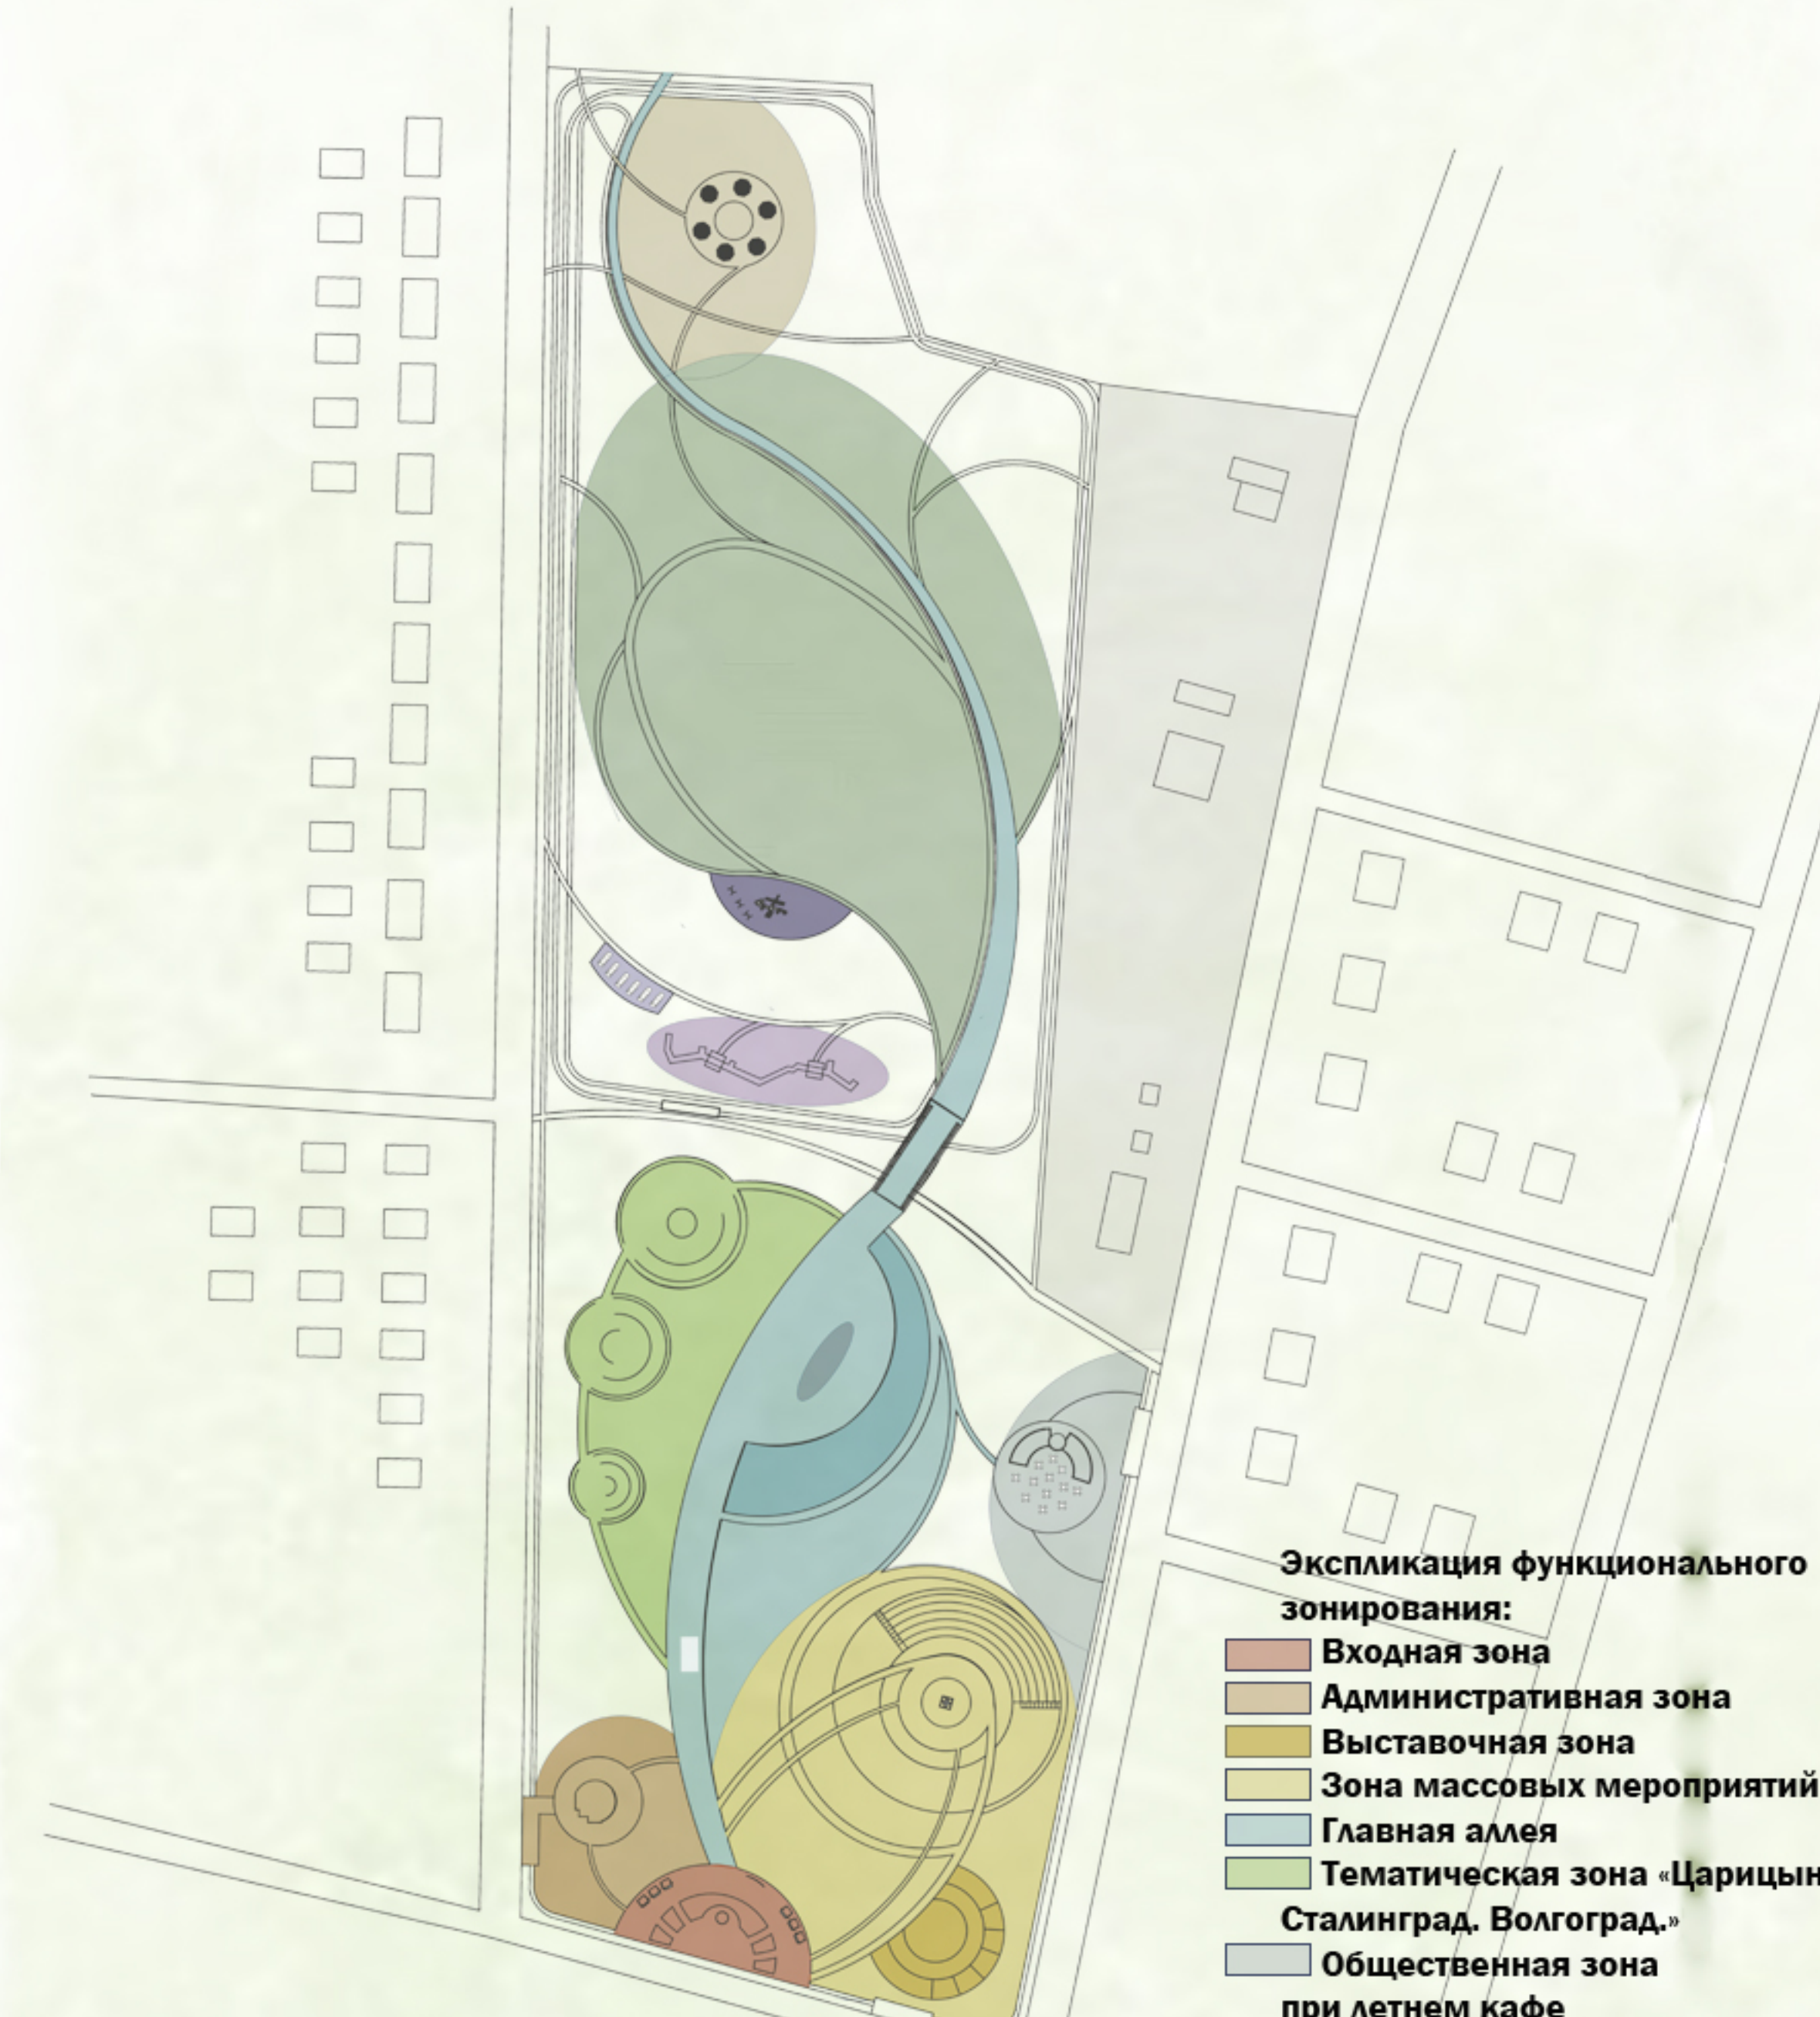 Экспликация функционального
зонирования:
Входная зона
Административная зона
Выставочная зона
Зона массовых мероприятий
Главная аллея
Тематическая зона «Царицын
Сталинград. Волгоград.»
Общественная зона
при летнем кафе